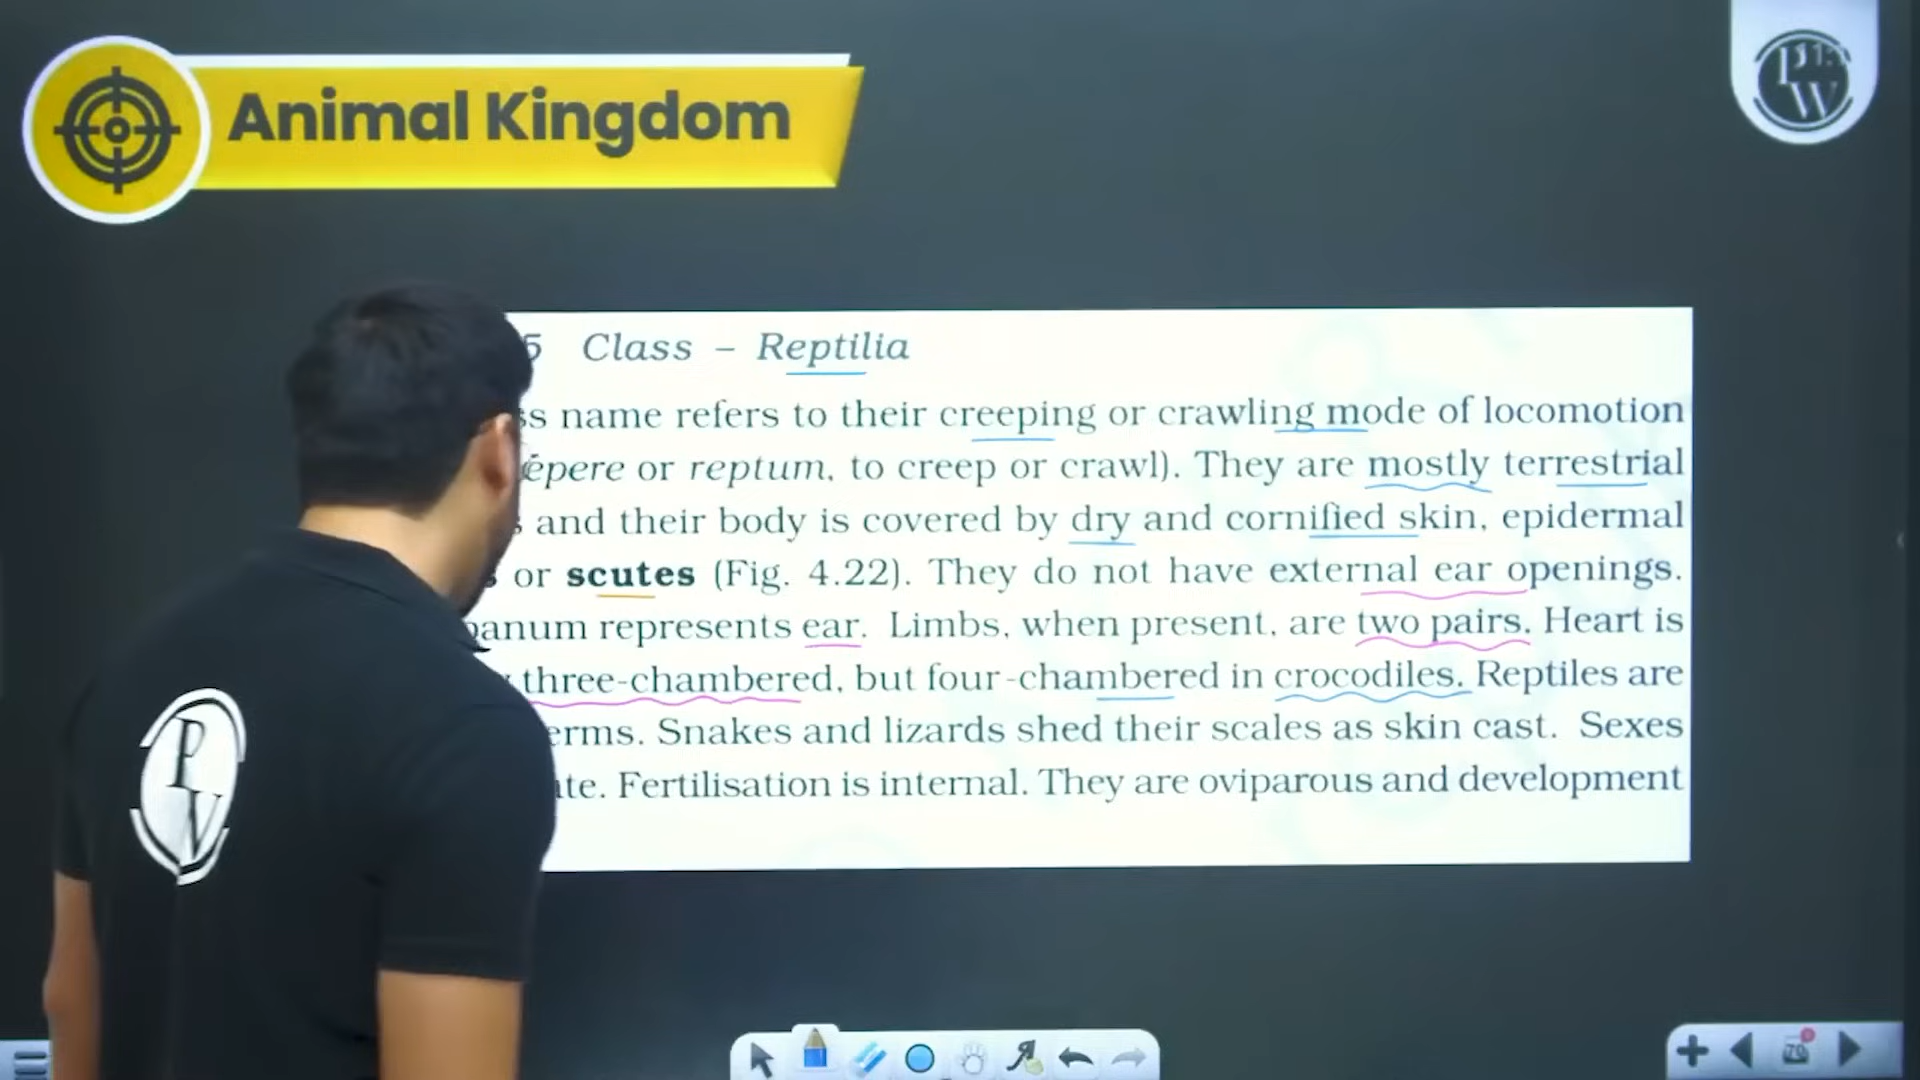 Animal Kingdom
PW
5 Class – Reptilia
name refers to their creeping or crawling mode of locomotion
épere or reptum, to creep or crawl). They are mostly terrestrial
and their body is covered by dry and cornified skin, epidermal
or scutes (Fig. 4.22). They do not have external ear openings.
represents ear. Limbs, when present, are two pairs. Heart is
three-chambered, but four-chambered in crocodiles. Reptiles are
Snakes and lizards shed their scales as skin cast. Sexes
Fertilisation is internal. They are oviparous and development
PW
79